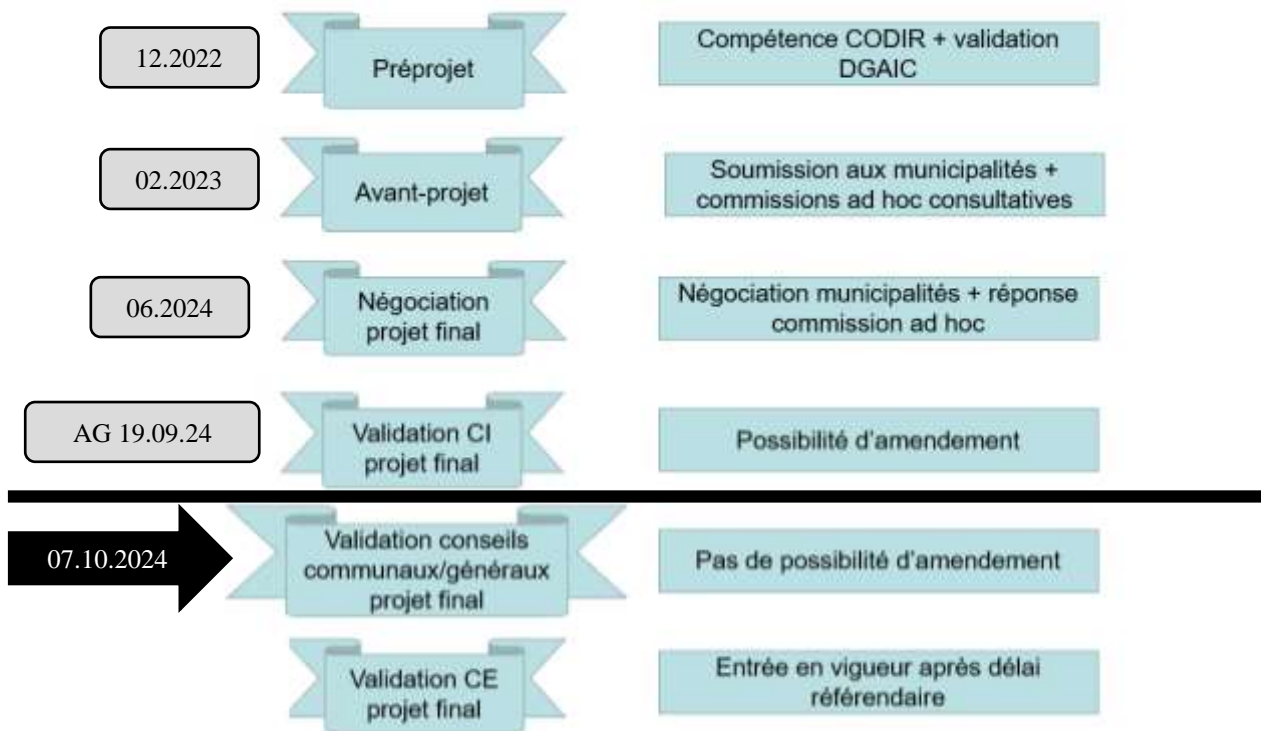 12.2022
Préprojet
Compétence CODIR + validation
DGAIC
02.2023
Avant-projet
Soumission aux municipalités +
commissions ad hoc consultatives
06.2024
Négociation
projet final
Négociation municipalités + réponse
commission ad hoc
AG 19.09.24
Validation CI
projet final
Possibilité d'amendement
07.10.2024
Validation conseils
communaux/généraux
projet final
Pas de possibilité d'amendement
Validation CE
projet final
Entrée en vigueur après délai
référendaire